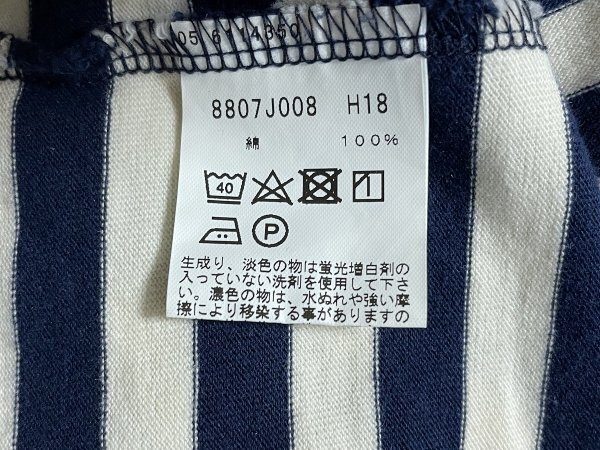 05 6114350
8807J008 H18
綿 100%
40
P
生成り、淡色の物は蛍光増白剤の
入っていない洗剤を使用して下さ
い。濃色の物は、水ぬれや強い摩
擦により移染する事がありますの